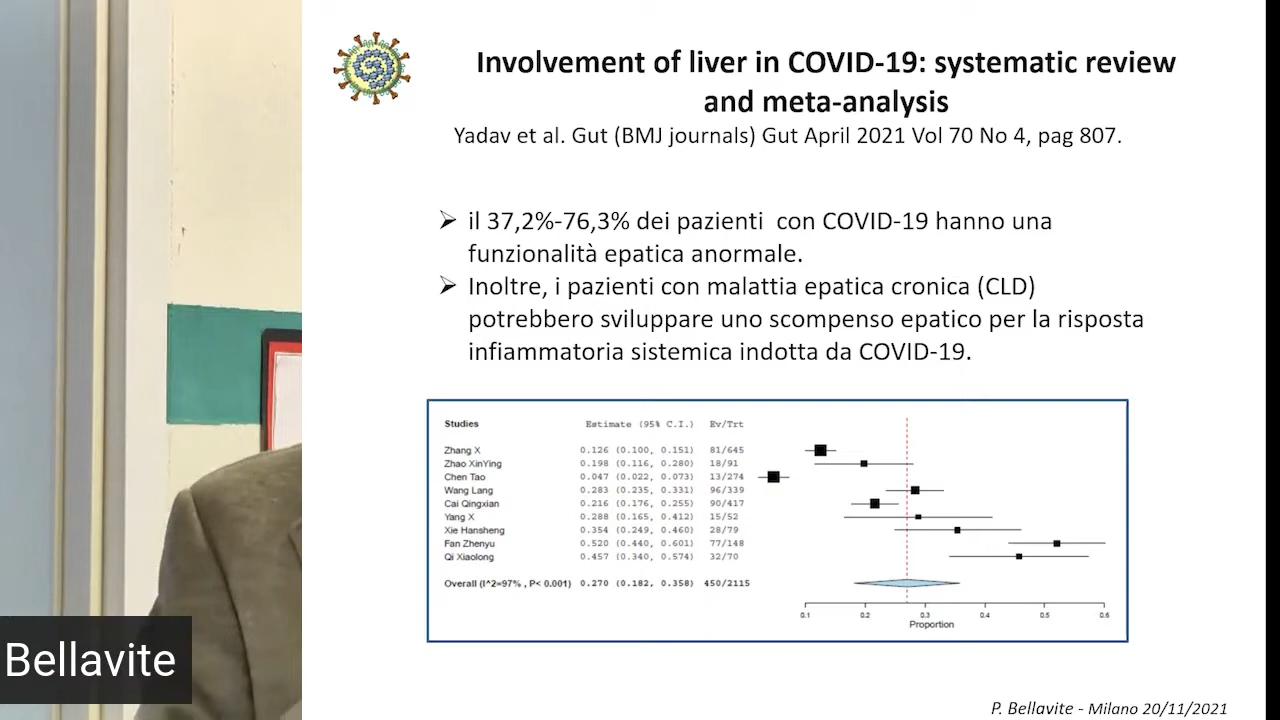 Involvement of liver in COVID-19: systematic review
and meta-analysis
Yadav et al. Gut (BMJ journals) Gut April 2021 Vol 70 No 4, pag 807.
➢ il 37,2%-76,3% dei pazienti con COVID-19 hanno una
funzionalità epatica anormale.
➢ Inoltre, i pazienti con malattia epatica cronica (CLD)
potrebbero sviluppare uno scompenso epatico per la risposta
infiammatoria sistemica indotta da COVID-19.
Studies Estimate (95% C.I.) Ev/Trt
Zhang X 0.126 (0.100, 0.151) 81/645
Zhao XinYing 0.198 (0.116, 0.280) 18/91
Chen Tao 0.047 (0.022, 0.073) 13/274
Wang Lang 0.283 (0.235, 0.331) 96/339
Cai Qingxian 0.216 (0.176, 0.255) 90/417
Yang X 0.288 (0.165, 0.412) 15/52
Xie Hansheng 0.354 (0.249, 0.460) 28/79
Fan Zhenyu 0.520 (0.440, 0.601) 77/148
Qi Xiaolong 0.457 (0.340, 0.574) 32/70
Overall (I^2=97% , P< 0.001) 0.270 (0.182, 0.358) 450/2115
0.1 0.2 0.3 0.4 0.5 0.6
Proportion
Bellavite
P. Bellavite - Milano 20/11/2021